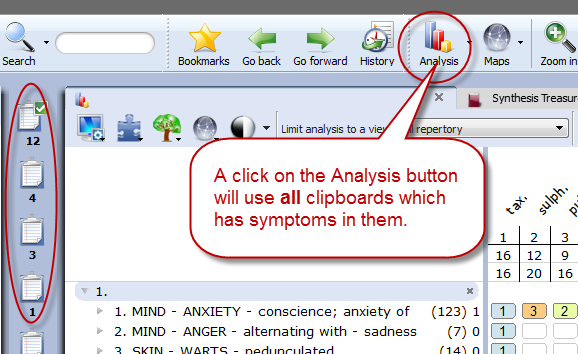 Search
Bookmarks Go back Go forward History Analysis Maps Zoom in
12
4
3
1
Synthesis Treasur
Limit analysis to a view repertory
A click on the Analysis button
will use all clipboards which
has symptoms in them.
tax. sulph.
1 2 3
16 12 9
16 20 16
1.
1. MIND - ANXIETY - conscience; anxiety of (123) 1 1 3 2
2. MIND - ANGER - alternating with - sadness (7) 0 1
3. SKIN - WARTS - pedunculated (14) 0 1